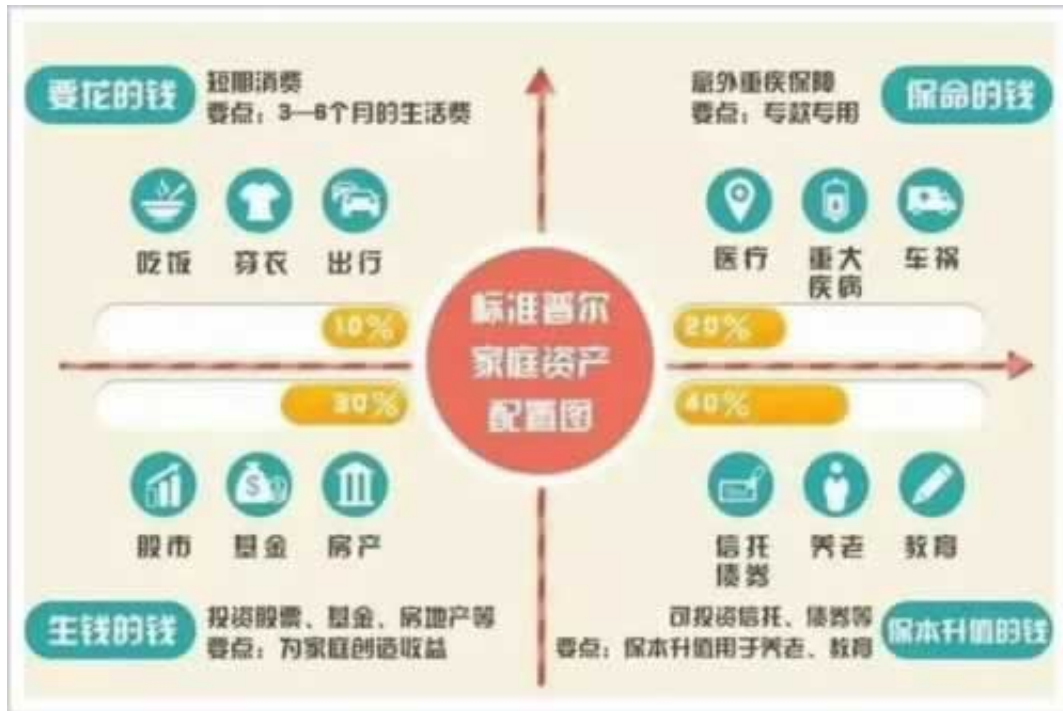 要花的钱
短期消费
要点：3—6个月的生活费
意外重疾保障
要点：专款专用
保命的钱
吃饭
穿衣
出行
医疗
重大
疾病
车祸
10%
20%
标准普尔
家庭资产
配置图
30%
40%
股市
基金
房产
信托
债券
养老
教育
生钱的钱
投资股票、基金、房地产等
要点：为家庭创造收益
可投资信托、债券等
要点：保本升值用于养老、教育
保本升值的钱